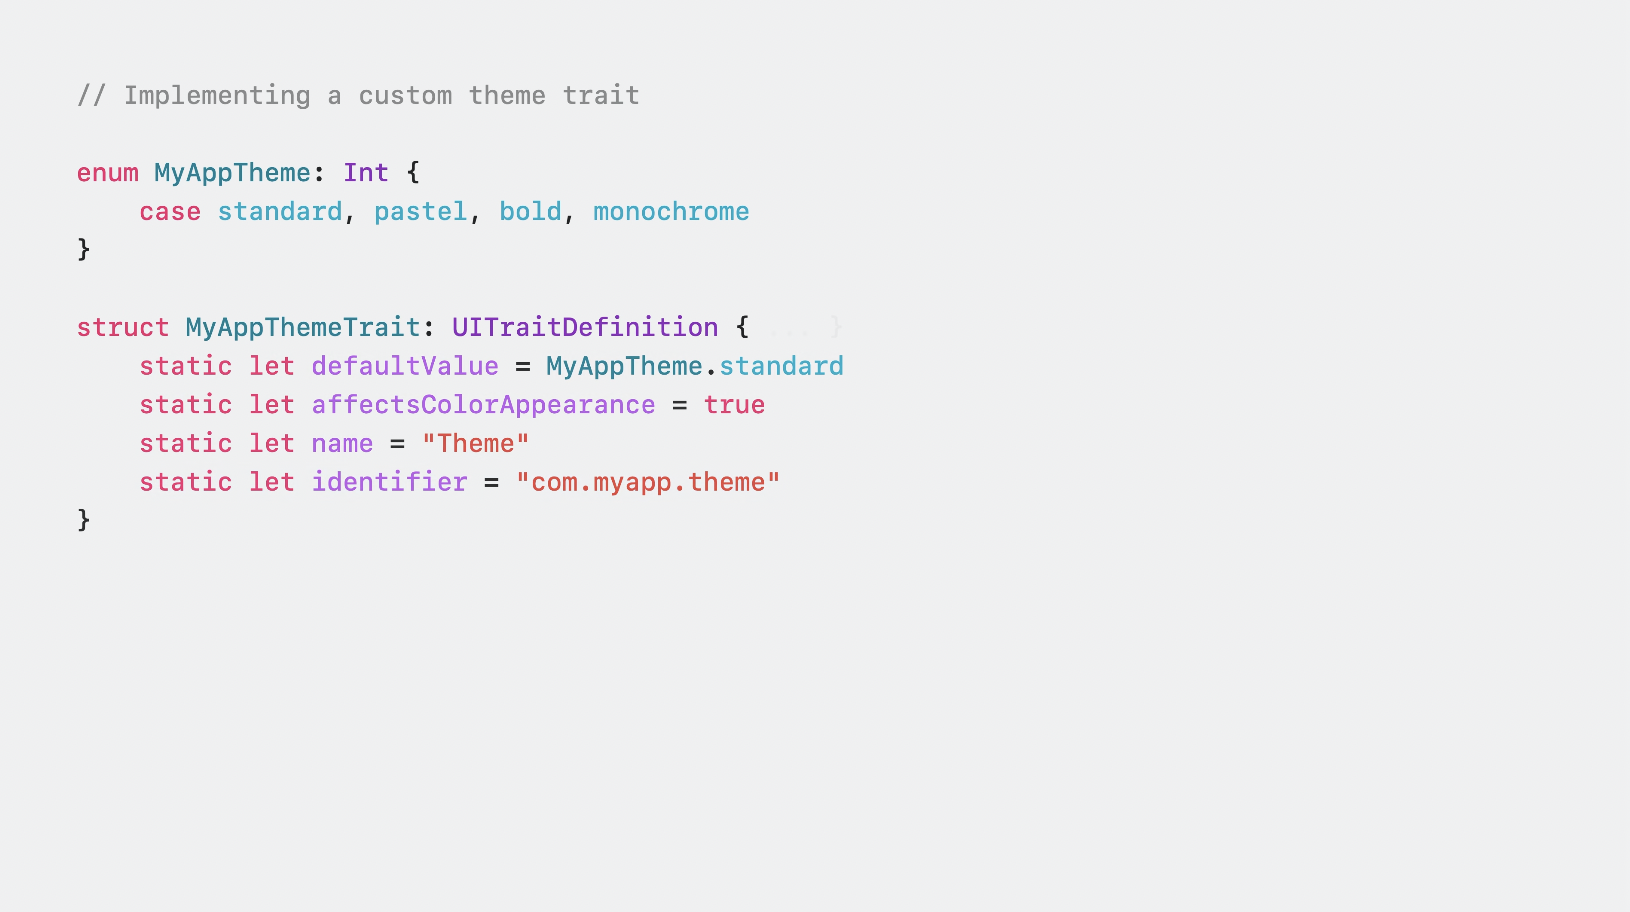 // Implementing a custom theme trait
enum MyAppTheme: Int {
    case standard, pastel, bold, monochrome
}
struct MyAppThemeTrait: UITraitDefinition { ... }
    static let defaultValue = MyAppTheme.standard
    static let affectsColorAppearance = true
    static let name = "Theme"
    static let identifier = "com.myapp.theme"
}